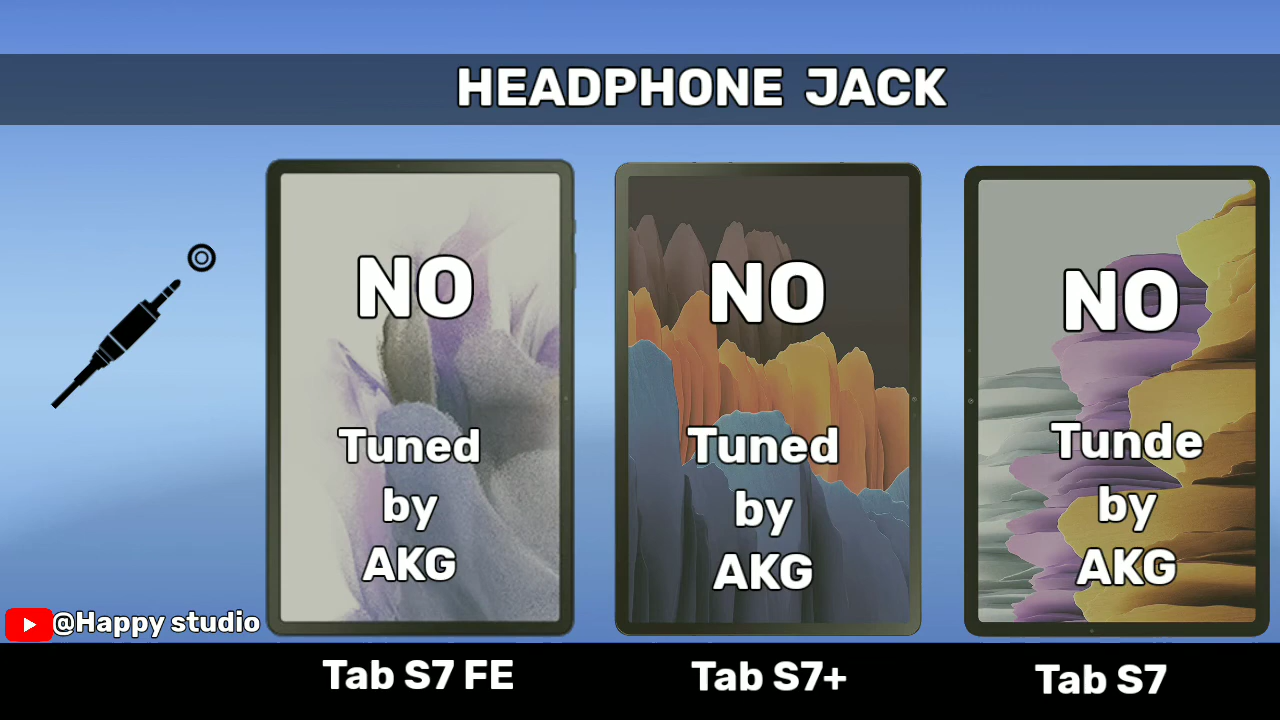 HEADPHONE JACK
NO
Tuned
by
AKG
NO
Tuned
by
AKG
NO
Tunde
by
AKG
@Happy studio
Tab S7 FE
Tab S7+
Tab S7